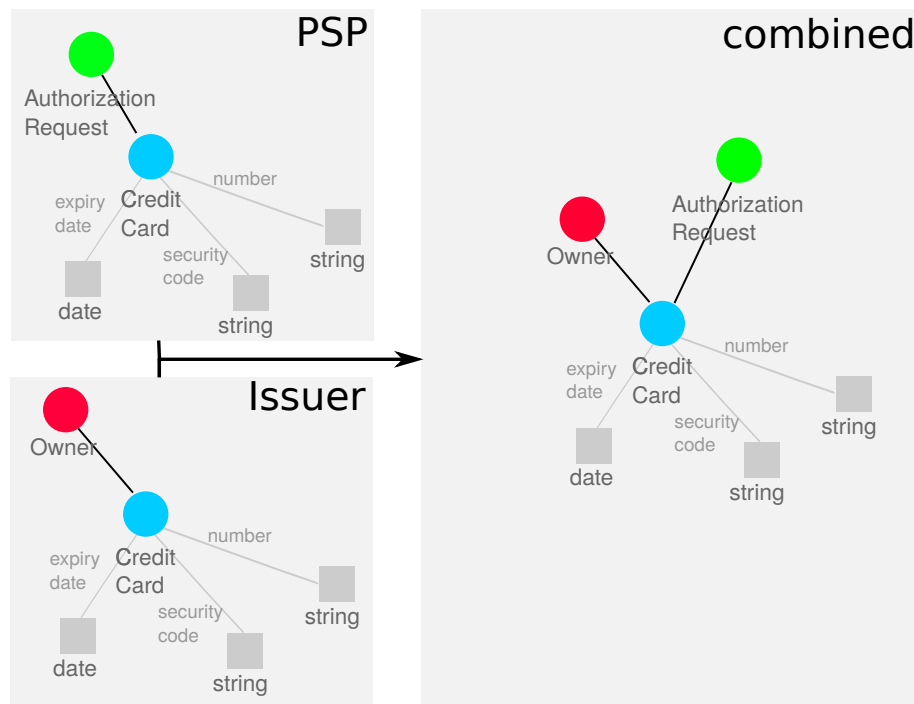 PSP
Authorization
Request
number
expiry
date
Credit
Card
security
code
string
date
string
Issuer
Owner
number
expiry
date
Credit
Card
security
code
string
date
string
combined
Authorization
Request
Owner
number
expiry
date
Credit
Card
security
code
string
date
string